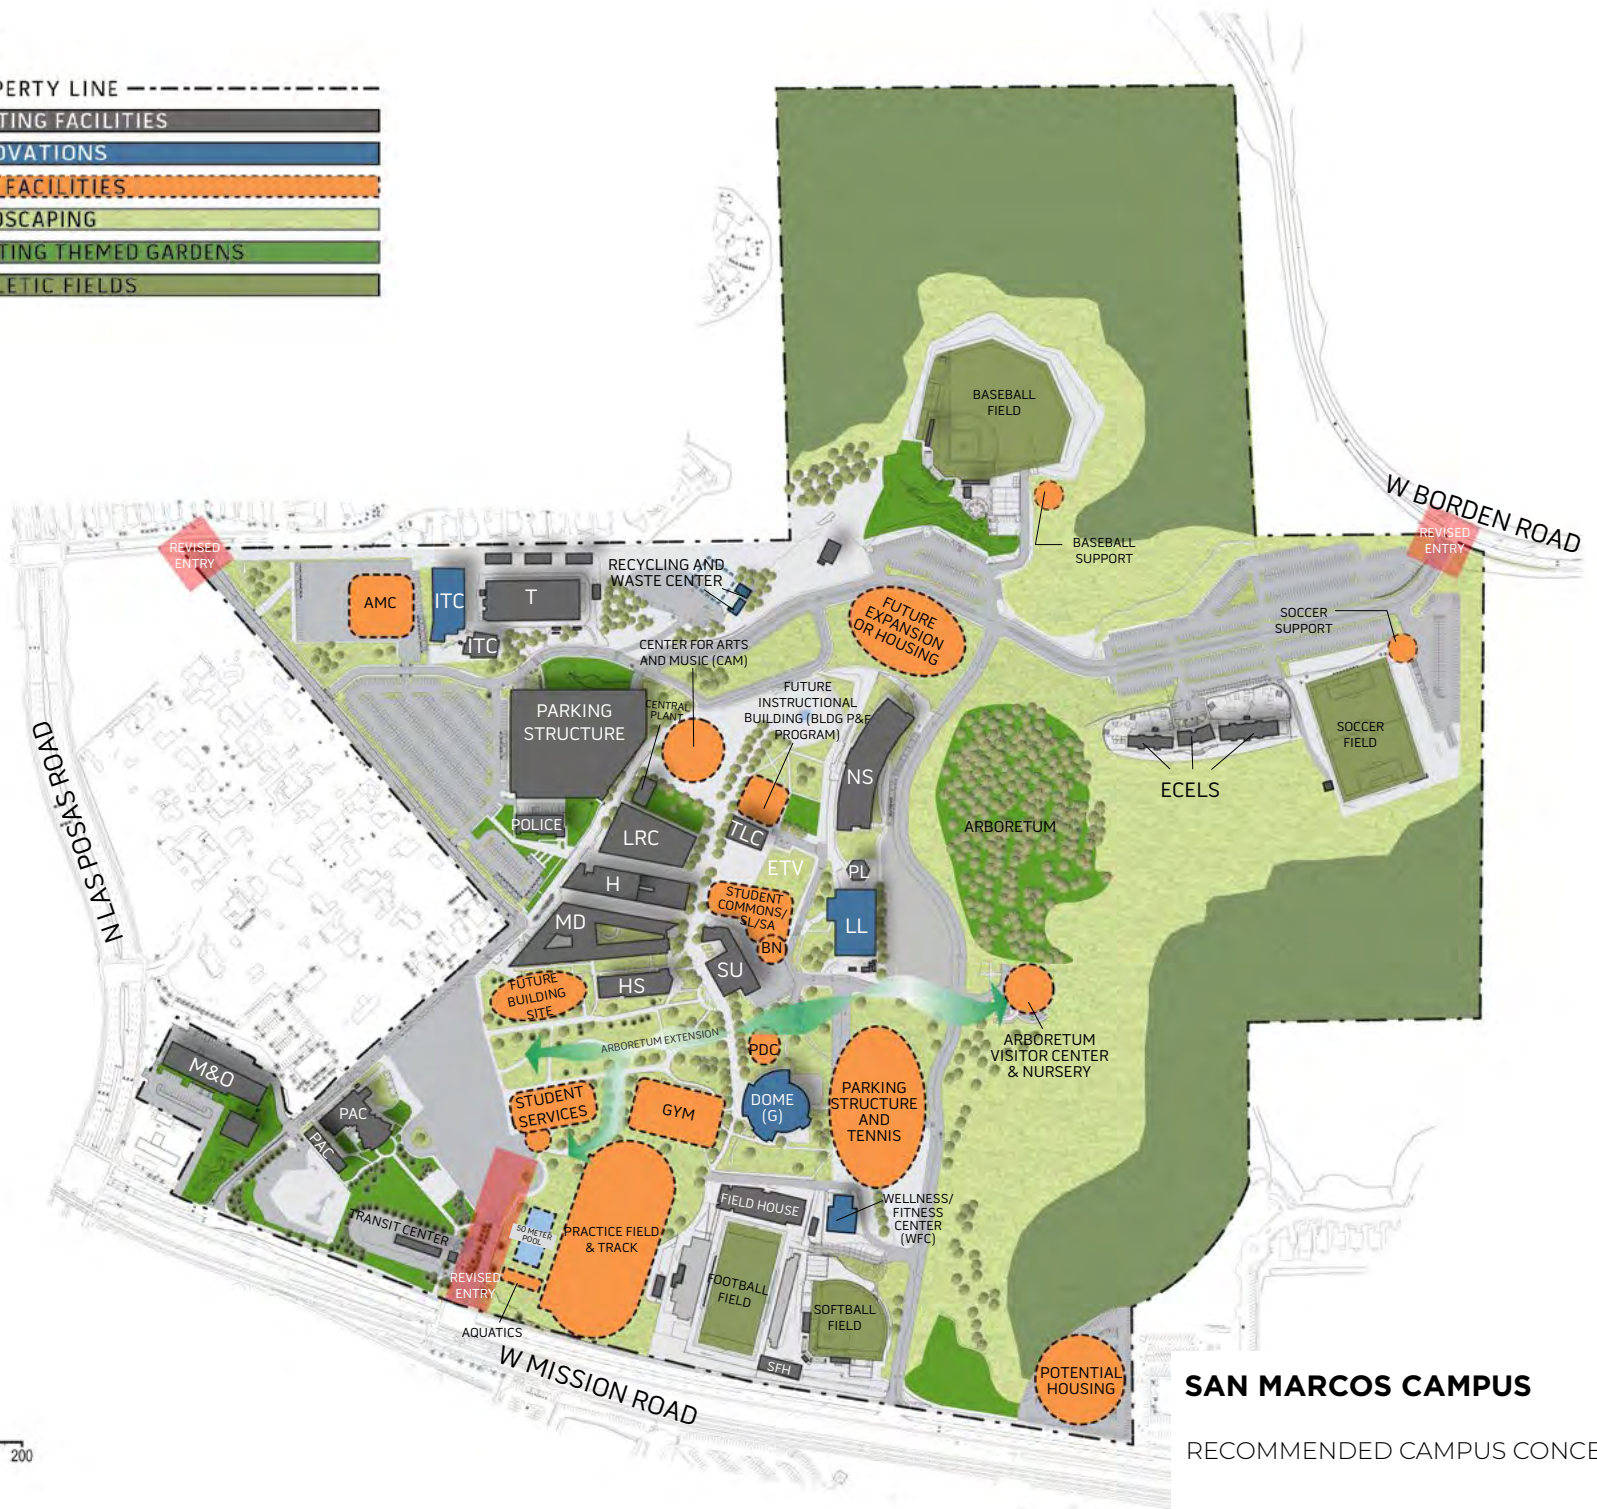 PERTY LINE
TING FACILITIES
OVATIONS
FACILITIES
DSCAPING
TING THEMED GARDENS
LETIC FIELDS
BASEBALL
FIELD
W BORDEN ROAD
REVISED
ENTRY
REVISED
ENTRY
BASEBALL
SUPPORT
RECYCLING AND
WASTE CENTER
AMC
ITC
T
ITC
FUTURE
EXPANSION
OR HOUSING
SOCCER
SUPPORT
CENTER FOR ARTS
AND MUSIC (CAM)
FUTURE
INSTRUCTIONAL
BUILDING (BLDG P&F
PROGRAM)
PARKING
STRUCTURE
CENTRAL
PLANT
SOCCER
FIELD
NS
ECELS
N LAS POSAS ROAD
POLICE
LRC
TLC
ARBORETUM
ETV
PL
H
STUDENT
COMMONS/
SL/SA
MD
LL
BN
SU
HS
FUTURE
BUILDING
SITE
ARBORETUM EXTENSION
PDC
ARBORETUM
VISITOR CENTER
& NURSERY
M&O
STUDENT
SERVICES
GYM
DOME
(G)
PARKING
STRUCTURE
AND
TENNIS
PAC
PAC
FIELD HOUSE
WELLNESS/
FITNESS
CENTER
(WFC)
TRANSIT CENTER
50 METER
POOL
PRACTICE FIELD
& TRACK
REVISED
ENTRY
FOOTBALL
FIELD
SOFTBALL
FIELD
AQUATICS
SFH
W MISSION ROAD
POTENTIAL
HOUSING
SAN MARCOS CAMPUS
RECOMMENDED CAMPUS CONCE
200